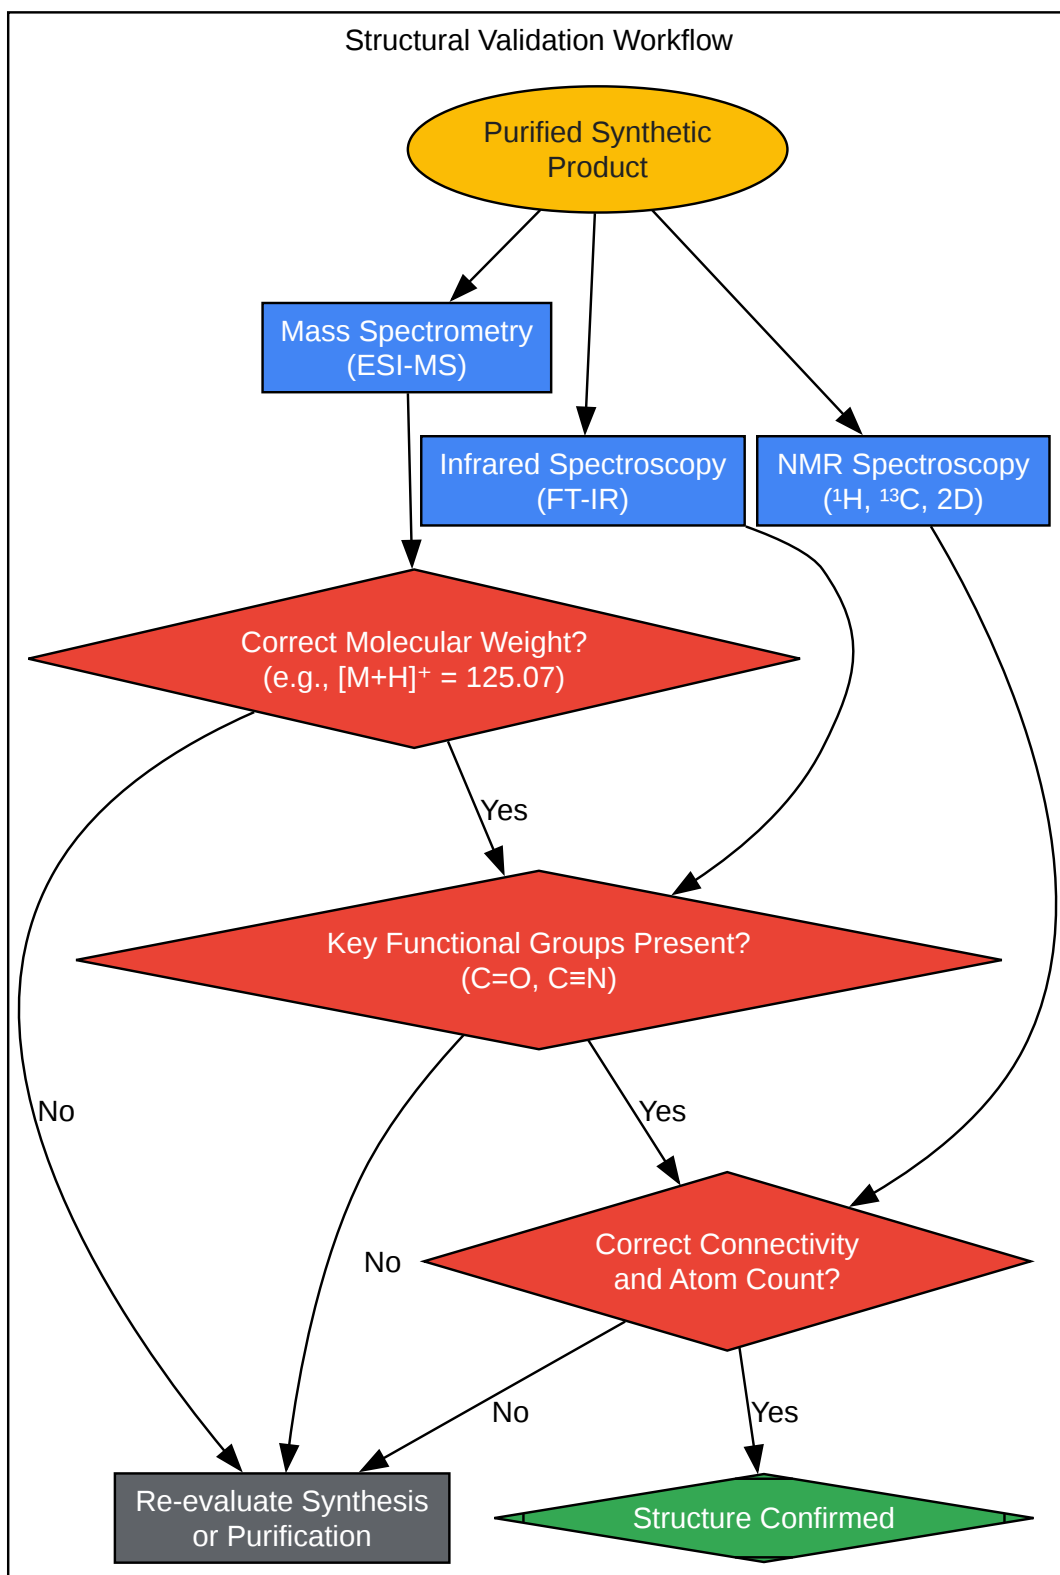 Structural Validation Workflow
Purified Synthetic
Product
Mass Spectrometry
(ESI-MS)
Infrared Spectroscopy
(FT-IR)
NMR Spectroscopy
(¹H, ¹³C, 2D)
Correct Molecular Weight?
(e.g., [M+H]⁺ = 125.07)
Yes
Key Functional Groups Present?
(C=O, C≡N)
No
Yes
No
Correct Connectivity
and Atom Count?
No
Yes
Re-evaluate Synthesis
or Purification
Structure Confirmed